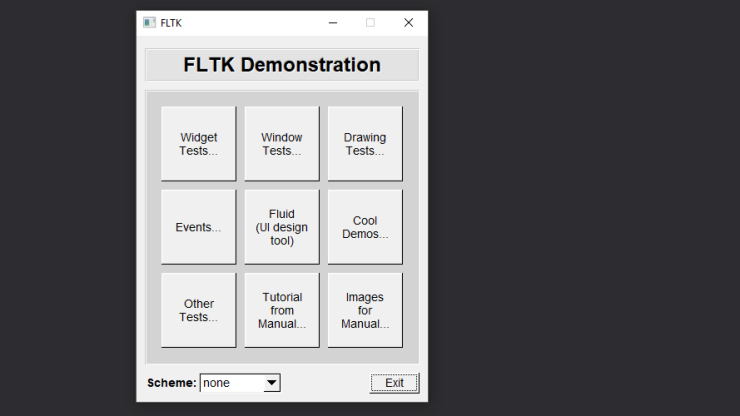 FLTK
FLTK Demonstration
Widget
Tests...
Window
Tests...
Drawing
Tests...
Events...
Fluid
(UI design
tool)
Cool
Demos...
Other
Tests...
Tutorial
from
Manual...
Images
for
Manual...
Scheme: none
Exit